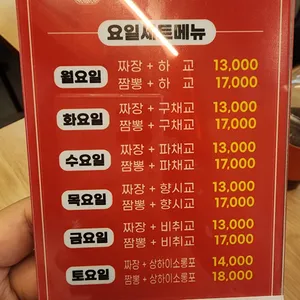 요일세트메뉴
월요일 짜장 + 하 교 13,000
짬뽕 + 하 교 17,000
화요일 짜장 + 구채교 13,000
짬뽕 + 구채교 17,000
수요일 짜장 + 파채교 13,000
짬뽕 + 파채교 17,000
목요일 짜장 + 향시교 13,000
짬뽕 + 향시교 17,000
금요일 짜장 + 비취교 13,000
짬뽕 + 비취교 17,000
토요일 짜장 + 상하이소롱포 14,000
짬뽕 + 상하이소롱포 18,000